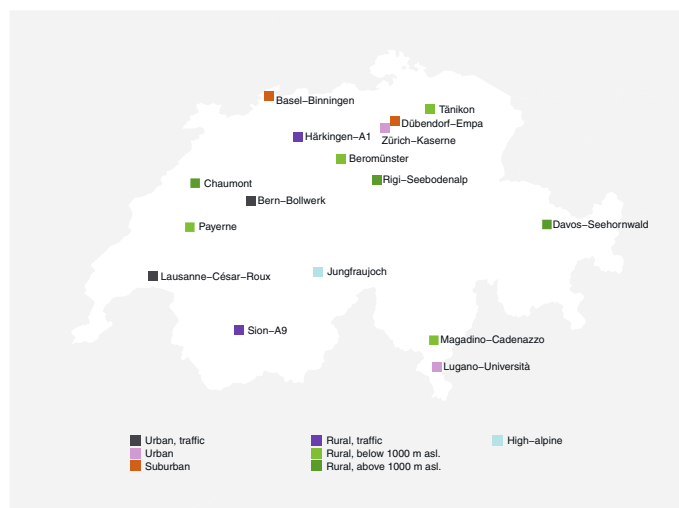 Basel−Binningen
Tänikon
Dübendorf−Empa
Härkingen−A1
Zürich−Kaserne
Beromünster
Chaumont
Rigi−Seebodenalp
Bern−Bollwerk
Payerne
Davos−Seehornwald
Lausanne−César−Roux
Jungfraujoch
Sion−A9
Magadino−Cadenazzo
Lugano−Università
Urban, traffic
Urban
Suburban
Rural, traffic
Rural, below 1000 m asl.
Rural, above 1000 m asl.
High−alpine